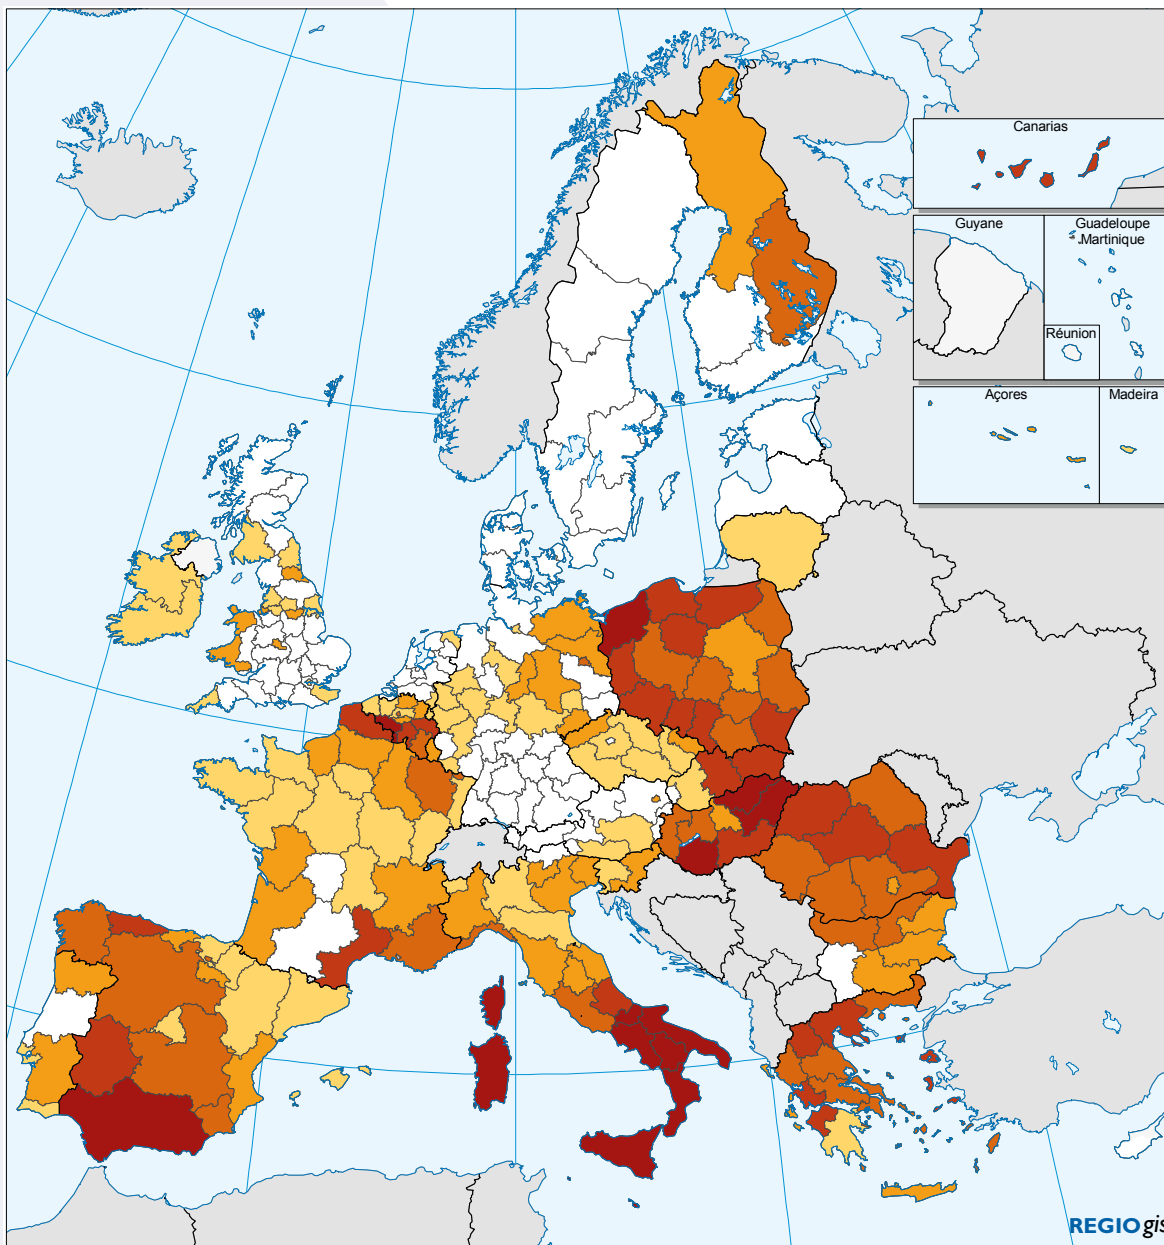 Canarias
Guyane
Guadeloupe
Martinique
Réunion
Açores
Madeira
REGIOgis